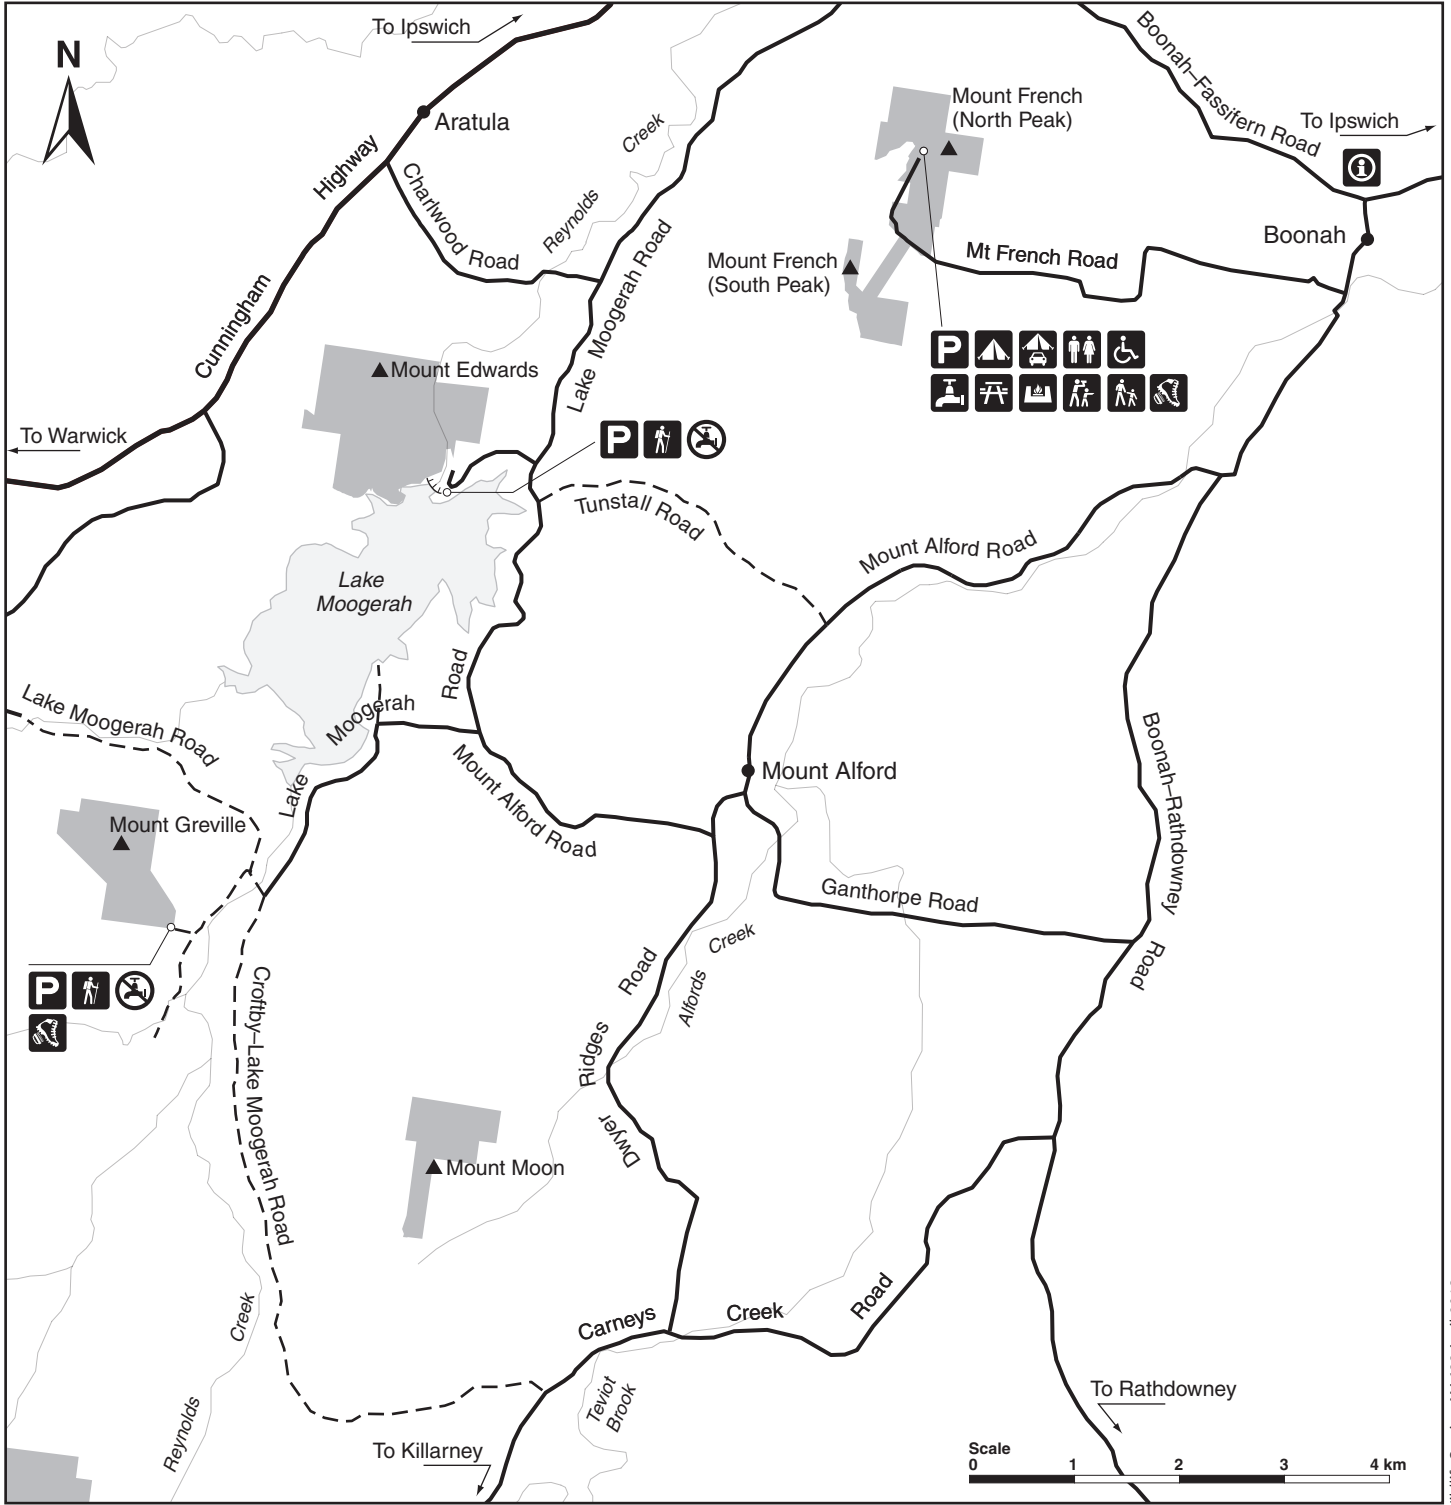 To Ipswich
N
Aratula
Highway
Cunningham
Charlwood Road
Reynolds
Creek
Lake Moogerah Road
Mount French
(North Peak)
Boonah–Fassifern Road
To Ipswich
i
Boonah
Mt French Road
Mount French
(South Peak)
P
Mount Edwards
To Warwick
P
Tunstall Road
Mount Alford Road
Lake
Moogerah
Road
Moogerah
Lake
Lake Moogerah Road
Mount Alford Road
Mount Alford
Boonah–Rathdowney
Road
Mount Greville
Ganthorpe Road
P
Croftby–Lake Moogerah Road
Road
Ridges
Dwyer
Alfords
Creek
Mount Moon
Creek
Reynolds
Carneys
Creek
Road
Teviot
Brook
To Killarney
To Rathdowney
Scale
0 1 2 3 4 km